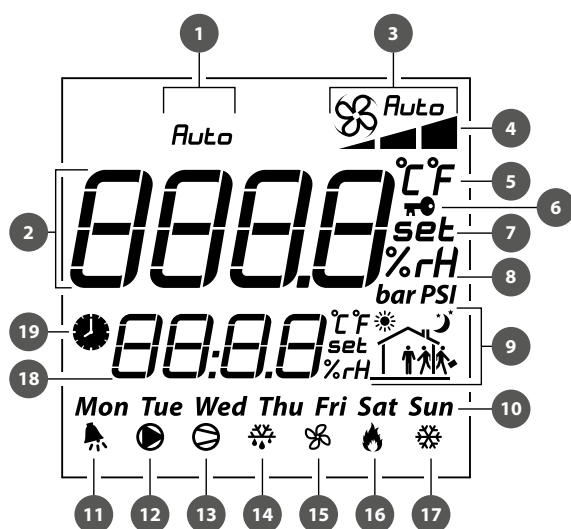 1 3
Auto Auto
4
888.8 °C°F 5
6
2 set 7
%rH 8
bar PSI
19 88:8.8 °C°F
set 9
18 %rH
Mon Tue Wed Thu Fri Sat Sun 10
11 12 13 14 15 16 17